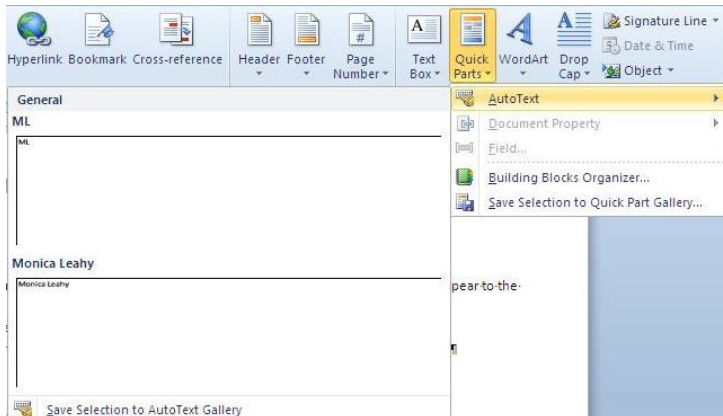 Hyperlink Bookmark Cross-reference
Header Footer Page Number
Text Box
Quick Parts
WordArt
Drop Cap
Signature Line
Date & Time
Object
General
ML
ML
Monica Leahy
Monica Leahy
Save Selection to AutoText Gallery
AutoText
Document Property
Field...
Building Blocks Organizer...
Save Selection to Quick Part Gallery...
pear·to·the·
¶